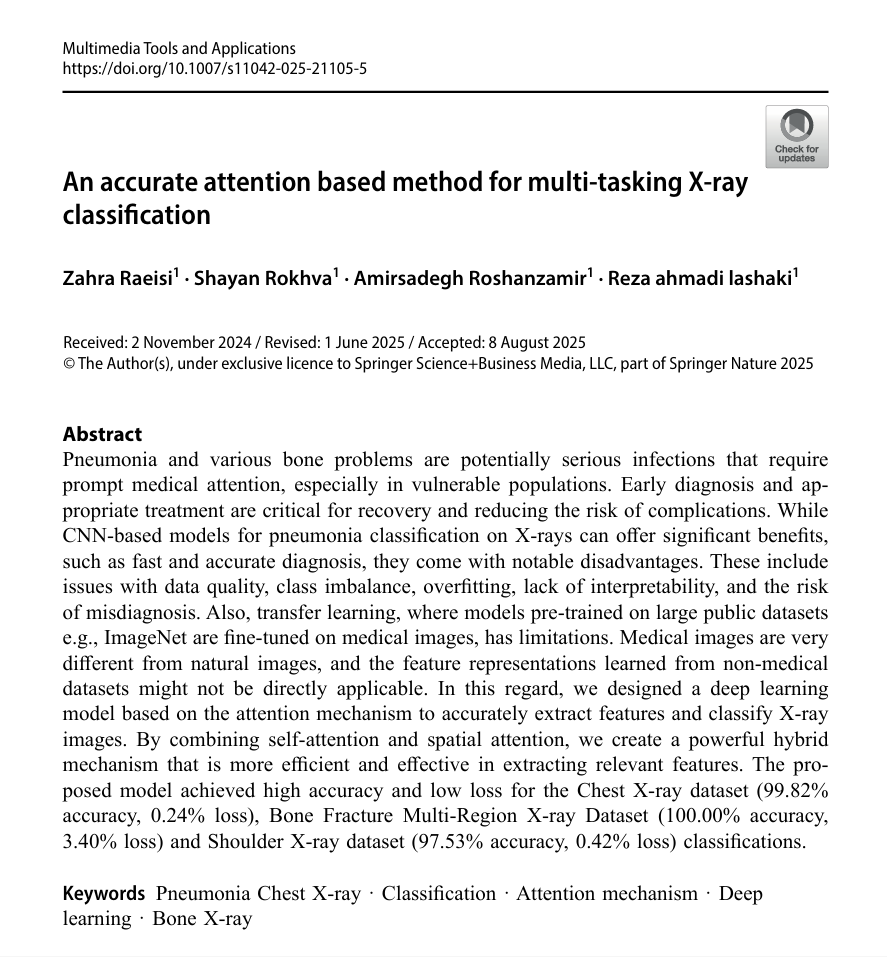 Multimedia Tools and Applications
https://doi.org/10.1007/s11042-025-21105-5
Check for
updates
An accurate attention based method for multi-tasking X-ray
classification
Zahra Raeisi1 · Shayan Rokhva1 · Amirsadegh Roshanzamir1 · Reza ahmadi lashaki1
Received: 2 November 2024 / Revised: 1 June 2025 / Accepted: 8 August 2025
© The Author(s), under exclusive licence to Springer Science+Business Media, LLC, part of Springer Nature 2025
Abstract
Pneumonia and various bone problems are potentially serious infections that require
prompt medical attention, especially in vulnerable populations. Early diagnosis and ap-
propriate treatment are critical for recovery and reducing the risk of complications. While
CNN-based models for pneumonia classification on X-rays can offer significant benefits,
such as fast and accurate diagnosis, they come with notable disadvantages. These include
issues with data quality, class imbalance, overfitting, lack of interpretability, and the risk
of misdiagnosis. Also, transfer learning, where models pre-trained on large public datasets
e.g., ImageNet are fine-tuned on medical images, has limitations. Medical images are very
different from natural images, and the feature representations learned from non-medical
datasets might not be directly applicable. In this regard, we designed a deep learning
model based on the attention mechanism to accurately extract features and classify X-ray
images. By combining self-attention and spatial attention, we create a powerful hybrid
mechanism that is more efficient and effective in extracting relevant features. The pro-
posed model achieved high accuracy and low loss for the Chest X-ray dataset (99.82%
accuracy, 0.24% loss), Bone Fracture Multi-Region X-ray Dataset (100.00% accuracy,
3.40% loss) and Shoulder X-ray dataset (97.53% accuracy, 0.42% loss) classifications.
Keywords Pneumonia Chest X-ray · Classification · Attention mechanism · Deep
learning · Bone X-ray